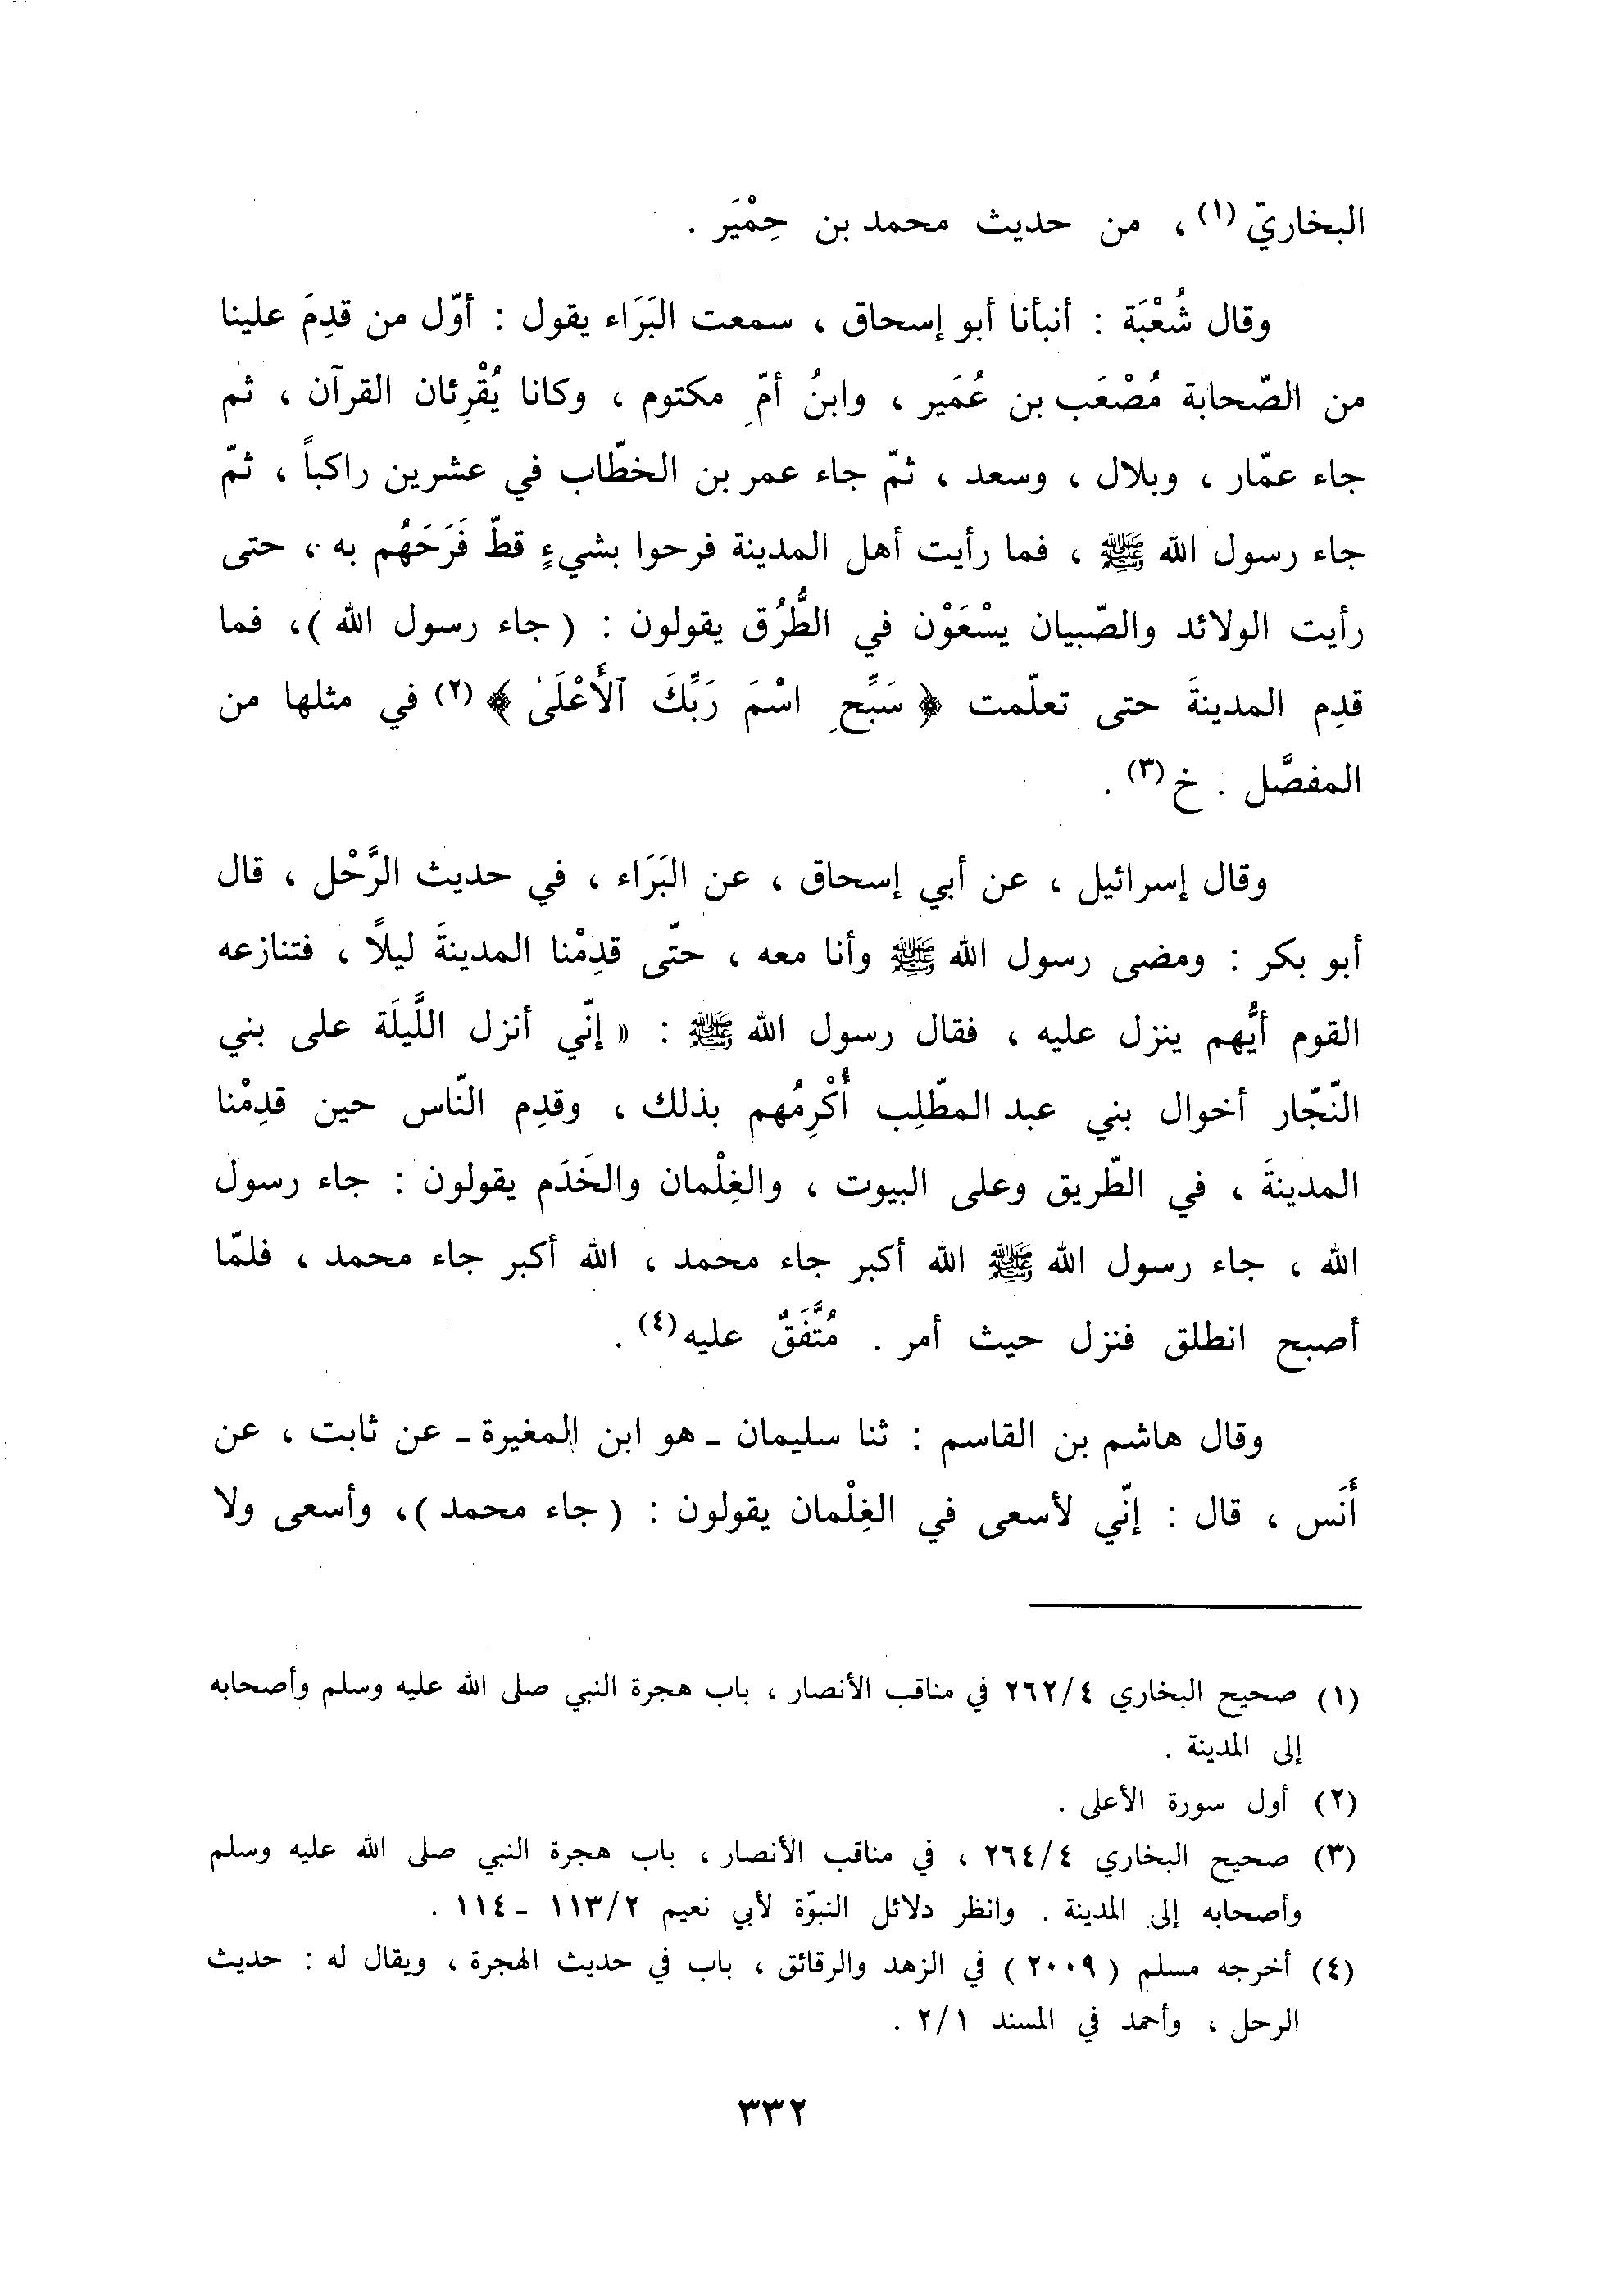 البخاريّ (١) ، من حديث محمد بن حِمْيَر .
وقال شُعْبَة : أنبأنا أبو إسحاق ، سمعت البَرَاء يقول : أوّل من قدِمَ علينا
من الصّحابة مُصْعَب بن عُمَير ، وابنُ أمّ مكتوم ، وكانا يُقْرِئان القرآن ، ثم
جاء عمّار ، وبلال ، وسعد ، ثمّ جاء عمر بن الخطّاب في عشرين راكباً ، ثمّ
جاء رسول الله ﷺ ، فما رأيت أهل المدينة فرحوا بشيءٍ قطّ فَرَحَهُم به ، حتى
رأيت الولائد والصّبيان يسْعَوْن في الطُّرُق يقولون : ( جاء رسول الله ) ، فما
قدِم المدينةَ حتى تعلّمت ﴿ سَبِّحِ اسْمَ رَبِّكَ ٱلأَعْلَىٰ ﴾ (٢) في مثلها من
المفصَّل . خ (٣) .
وقال إسرائيل ، عن أبي إسحاق ، عن البَرَاء ، في حديث الرَّحْل ، قال
أبو بكر : ومضى رسول الله ﷺ وأنا معه ، حتّى قدِمْنا المدينةَ ليلًا ، فتنازعه
القوم أيُّهم ينزل عليه ، فقال رسول الله ﷺ : « إنّي أنزل اللَّيلَة على بني
النّجّار أخوال بني عبد المطّلِب أُكْرِمُهم بذلك ، وقدِم النّاس حين قدِمْنا
المدينةَ ، في الطّريق وعلى البيوت ، والغِلْمان والخَدَم يقولون : جاء رسول
الله ، جاء رسول الله ﷺ الله أكبر جاء محمد ، الله أكبر جاء محمد ، فلمّا
أصبح انطلق فنزل حيث أمر . مُتَّفَقٌ عليه (٤) .
وقال هاشم بن القاسم : ثنا سليمان ـ هو ابن المغيرة ـ عن ثابت ، عن
أَنَس ، قال : إنّي لأسعى في الغِلْمان يقولون : ( جاء محمد ) ، وأسعى ولا
(١) صحيح البخاري ٤/٢٦٢ في مناقب الأنصار ، باب هجرة النبي صلى الله عليه وسلم وأصحابه
إلى المدينة .
(٢) أول سورة الأعلى .
(٣) صحيح البخاري ٤/٢٦٤ ، في مناقب الأنصار ، باب هجرة النبي صلى الله عليه وسلم
وأصحابه إلى المدينة . وانظر دلائل النبوّة لأبي نعيم ٢/١١٣ ـ ١١٤ .
(٤) أخرجه مسلم ( ٢٠٠٩ ) في الزهد والرقائق ، باب في حديث الهجرة ، ويقال له : حديث
الرحل ، وأحمد في المسند ١/٢ .
٣٣٢